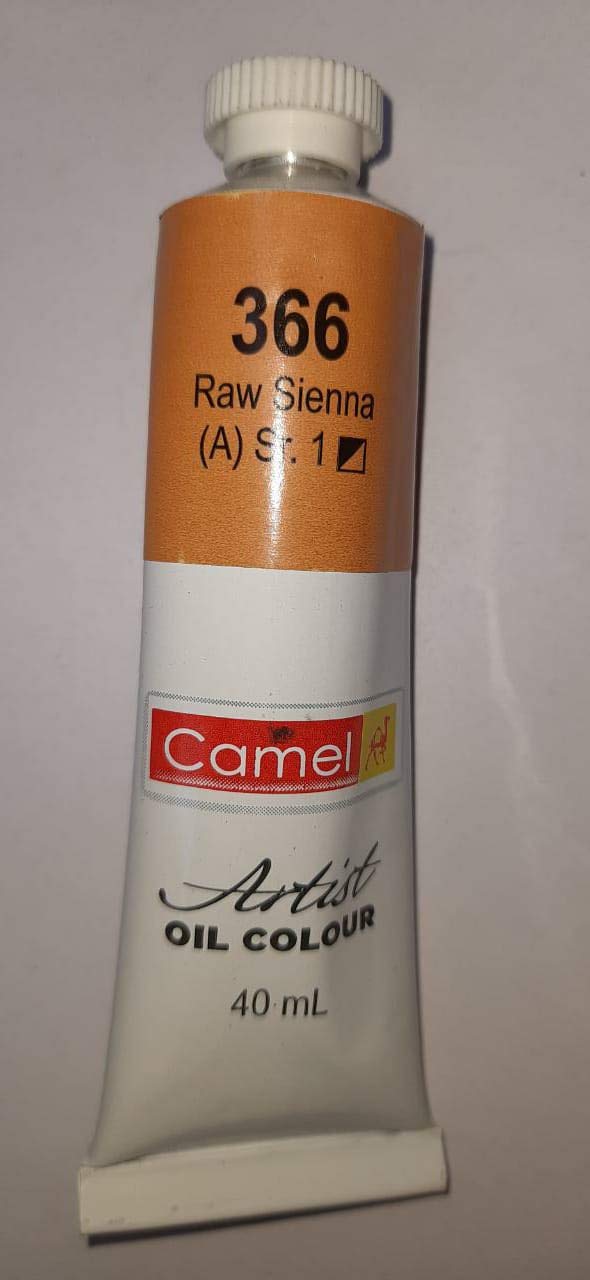 366
Raw Sienna
(A) Sr. 1
Camel
Artist
OIL COLOUR
40 mL